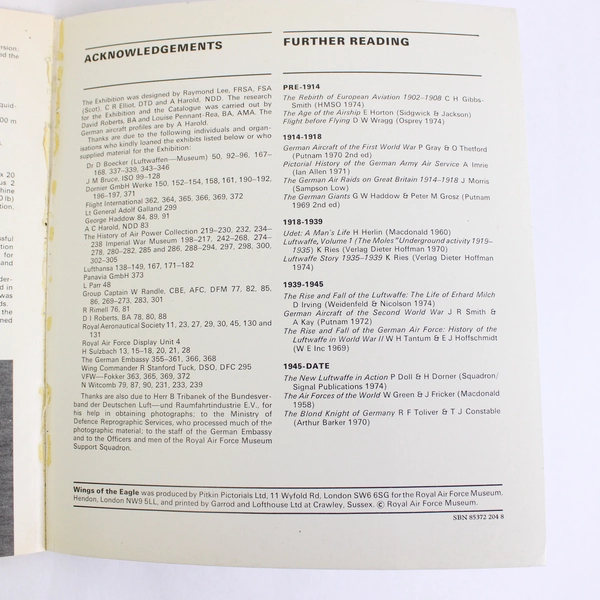 rsion.
d the
quid-
00 m
x 20
us 2
hine
0 lb)
tion,
ssful
ction
for
and
der-
d in
was
ds.
the
ned
ACKNOWLEDGEMENTS
The Exhibition was designed by Raymond Lee, FRSA, FSA
(Scot), C R Elliot, DTD and A Harold, NDD. The research
for the Exhibition and the Catalogue was carried out by
David Roberts, BA and Louise Pennant-Rea, BA, AMA. The
German aircraft profiles are by A Harold.
Thanks are due to the following individuals and organ-
isations who kindly loaned the exhibits listed below or who
supplied material for the Exhibition:
Dr D Boecker (Luftwaffen—Museum) 50, 92–96, 167–
168, 337–339, 343–346
J M Bruce, ISO 99–128
Dornier GmbH Werke 150, 152–154, 158, 161, 190–192,
196–197, 371
Flight International 362, 364, 365, 366, 369, 372
Lt General Adolf Galland 299
George Haddow 84, 89, 91
A C Harold, NDD 83
The History of Air Power Collection 219–230, 232, 234–
238 Imperial War Museum 198–217, 242–268, 274–
278, 280–282, 285 and 286, 288–294, 297, 298, 300,
302–305
Lufthansa 138–149, 167, 171–182
Panavia GmbH 373
L Parr 48
Group Captain W Randle, CBE, AFC, DFM 77, 82, 85,
86, 269–273, 283, 301
R Rimell 76, 81
D I Roberts, BA 78, 80, 88
Royal Aeronautical Society 11, 23, 27, 29, 30, 45, 130 and
131
Royal Air Force Display Unit 4
H Sulzbach 13, 15–18, 20, 21, 28
The German Embassy 355–361, 366, 368
Wing Commander R Stanford Tuck, DSO, DFC 295
VFW—Fokker 363, 365, 369, 372
N Witcomb 79, 87, 90, 231, 233, 239
Thanks are also due to Herr B Tribanek of the Bundesver-
band der Deutschen Luft—und Raumfahrtindustrie E.V., for
his help in obtaining photographs; to the Ministry of
Defence Reprographic Services, who processed much of the
photographic material; to the staff of the German Embassy
and to the Officers and men of the Royal Air Force Museum
Support Squadron.
FURTHER READING
PRE-1914
The Rebirth of European Aviation 1902–1908 C H Gibbs-
Smith (HMSO 1974)
The Age of the Airship E Horton (Sidgwick & Jackson)
Flight before Flying D W Wragg (Osprey 1974)
1914-1918
German Aircraft of the First World War P Gray & O Thetford
(Putnam 1970 2nd ed)
Pictorial History of the German Army Air Service A Imrie
(Ian Allen 1971)
The German Air Raids on Great Britain 1914–1918 J Morris
(Sampson Low)
The German Giants G W Haddow & Peter M Grosz (Putnam
1969 2nd ed)
1918-1939
Udet: A Man's Life H Herlin (Macdonald 1960)
Luftwaffe, Volume 1 (The Moles" Underground activity 1919–
1935) K Ries (Verlag Dieter Hoffman 1970)
Luftwaffe Story 1935–1939 K Ries (Verlag Dieter Hoffman
1974)
1939-1945
The Rise and Fall of the Luftwaffe: The Life of Erhard Milch
D Irving (Weidenfeld & Nicolson 1974)
German Aircraft of the Second World War J R Smith &
A Kay (Putnam 1972)
The Rise and Fall of the German Air Force: History of the
Luftwaffe in World War II W H Tantum & E J Hoffschmidt
(W E Inc 1969)
1945-DATE
The New Luftwaffe in Action P Doll & H Dorner (Squadron/
Signal Publications 1974)
The Air Forces of the World W Green & J Fricker (Macdonald
1958)
The Blond Knight of Germany R F Toliver & T J Constable
(Arthur Barker 1970)
Wings of the Eagle was produced by Pitkin Pictorials Ltd, 11 Wyfold Rd, London SW6 6SG for the Royal Air Force Museum,
Hendon, London NW9 5LL, and printed by Garrod and Lofthouse Ltd at Crawley, Sussex. © Royal Air Force Museum.
SBN 85372 204 8